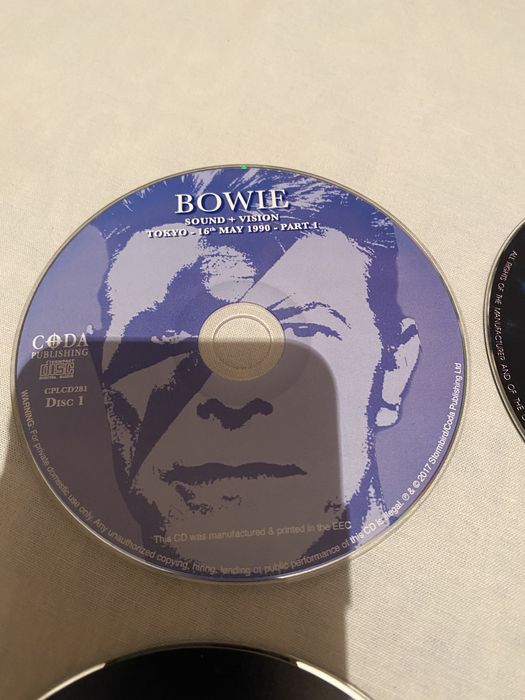 BOWIE
SOUND + VISION
TOKYO - 16th MAY 1990 - PART 1
CODA
PUBLISHING
COMPACT
disc
DIGITAL AUDIO
CPLCD281
DISC 1
This CD was manufactured & printed in the EEC
WARNING: For private domestic use only. Any unauthorized copying, hiring, lending or public performance of this CD is illegal. ℗ & © 2017 Stormbird/Coda Publishing Ltd
ALL RIGHTS OF THE MANUFACTURER AND OF THE